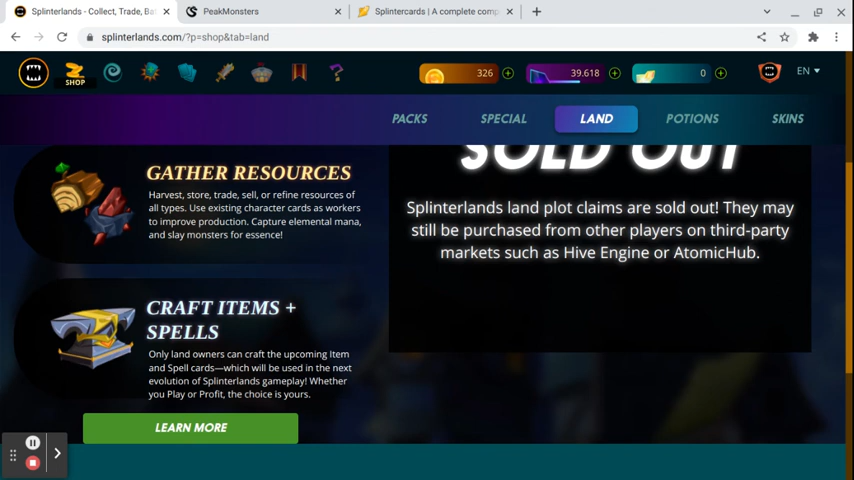 Splinterlands - Collect, Trade, Ba
PeakMonsters
Splintercards | A complete comp
splinterlands.com/?p=shop&tab=land
SHOP
326
39.618
0
EN
PACKS
SPECIAL
LAND
POTIONS
SKINS
GATHER RESOURCES
Harvest, store, trade, sell, or refine resources of
all types. Use existing character cards as workers
to improve production. Capture elemental mana,
and slay monsters for essence!
SOLD OUT
Splinterlands land plot claims are sold out! They may
still be purchased from other players on third-party
markets such as Hive Engine or AtomicHub.
CRAFT ITEMS +
SPELLS
Only land owners can craft the upcoming Item
and Spell cards—which will be used in the next
evolution of Splinterlands gameplay! Whether
you Play or Profit, the choice is yours.
LEARN MORE